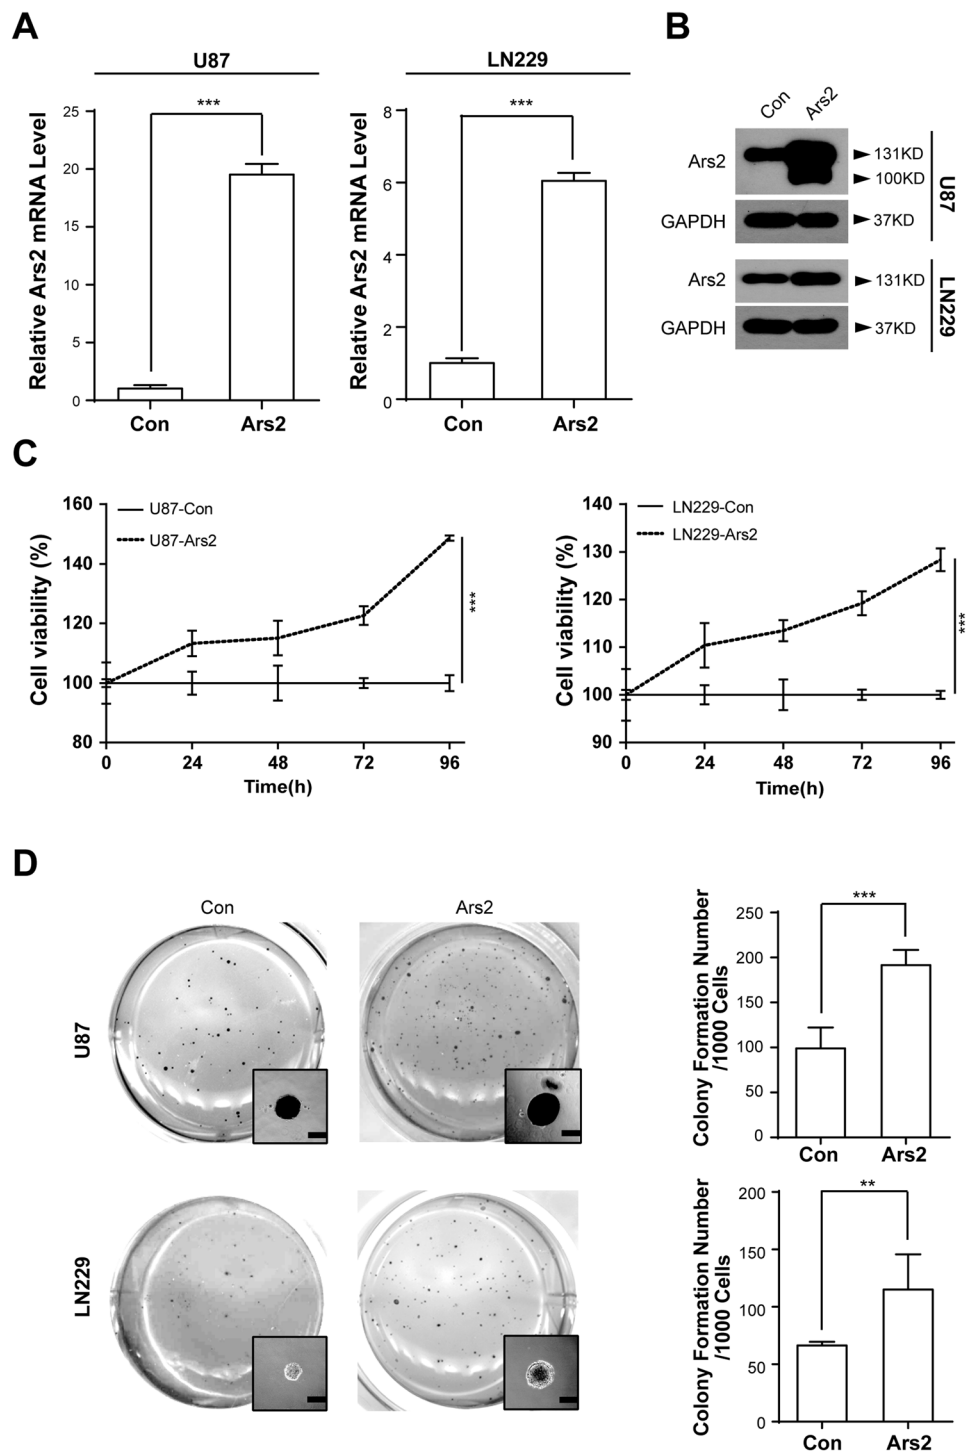 A
U87
LN229
Relative Ars2 mRNA Level
25
20
15
10
5
0
***
Con
Ars2
Relative Ars2 mRNA Level
8
6
4
2
0
***
Con
Ars2
B
Con
Ars2
Ars2
131KD
100KD
GAPDH
37KD
U87
Ars2
131KD
GAPDH
37KD
LN229
C
Cell viability (%)
160
140
120
100
80
U87-Con
U87-Ars2
***
0 24 48 72 96
Time(h)
Cell viability (%)
140
130
120
110
100
90
LN229-Con
LN229-Ars2
***
0 24 48 72 96
Time(h)
D
Con
Ars2
U87
LN229
Colony Formation Number
/1000 Cells
250
200
150
100
50
0
***
Con
Ars2
Colony Formation Number
/1000 Cells
200
150
100
50
0
**
Con
Ars2